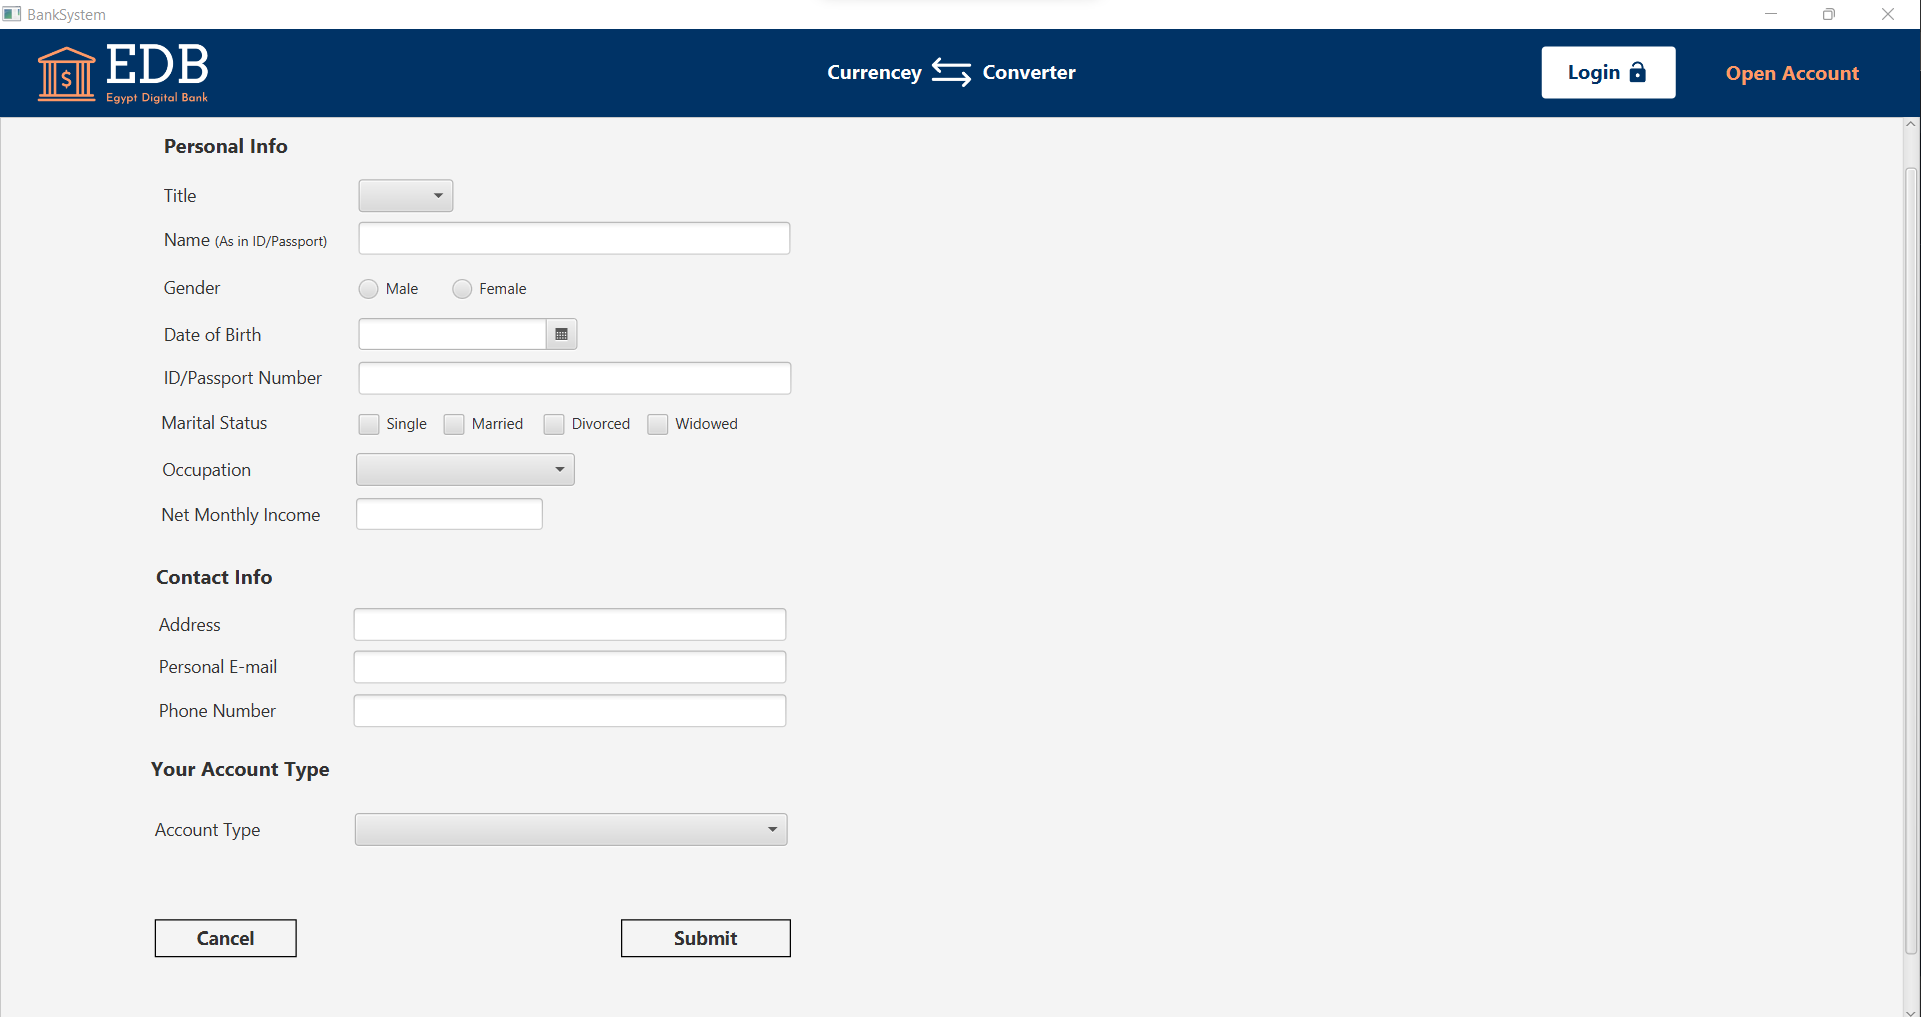 BankSystem
EDB
Egypt Digital Bank
Currencey Converter
Login
Open Account
Personal Info
Title
Name (As in ID/Passport)
Gender Male Female
Date of Birth
ID/Passport Number
Marital Status Single Married Divorced Widowed
Occupation
Net Monthly Income
Contact Info
Address
Personal E-mail
Phone Number
Your Account Type
Account Type
Cancel Submit